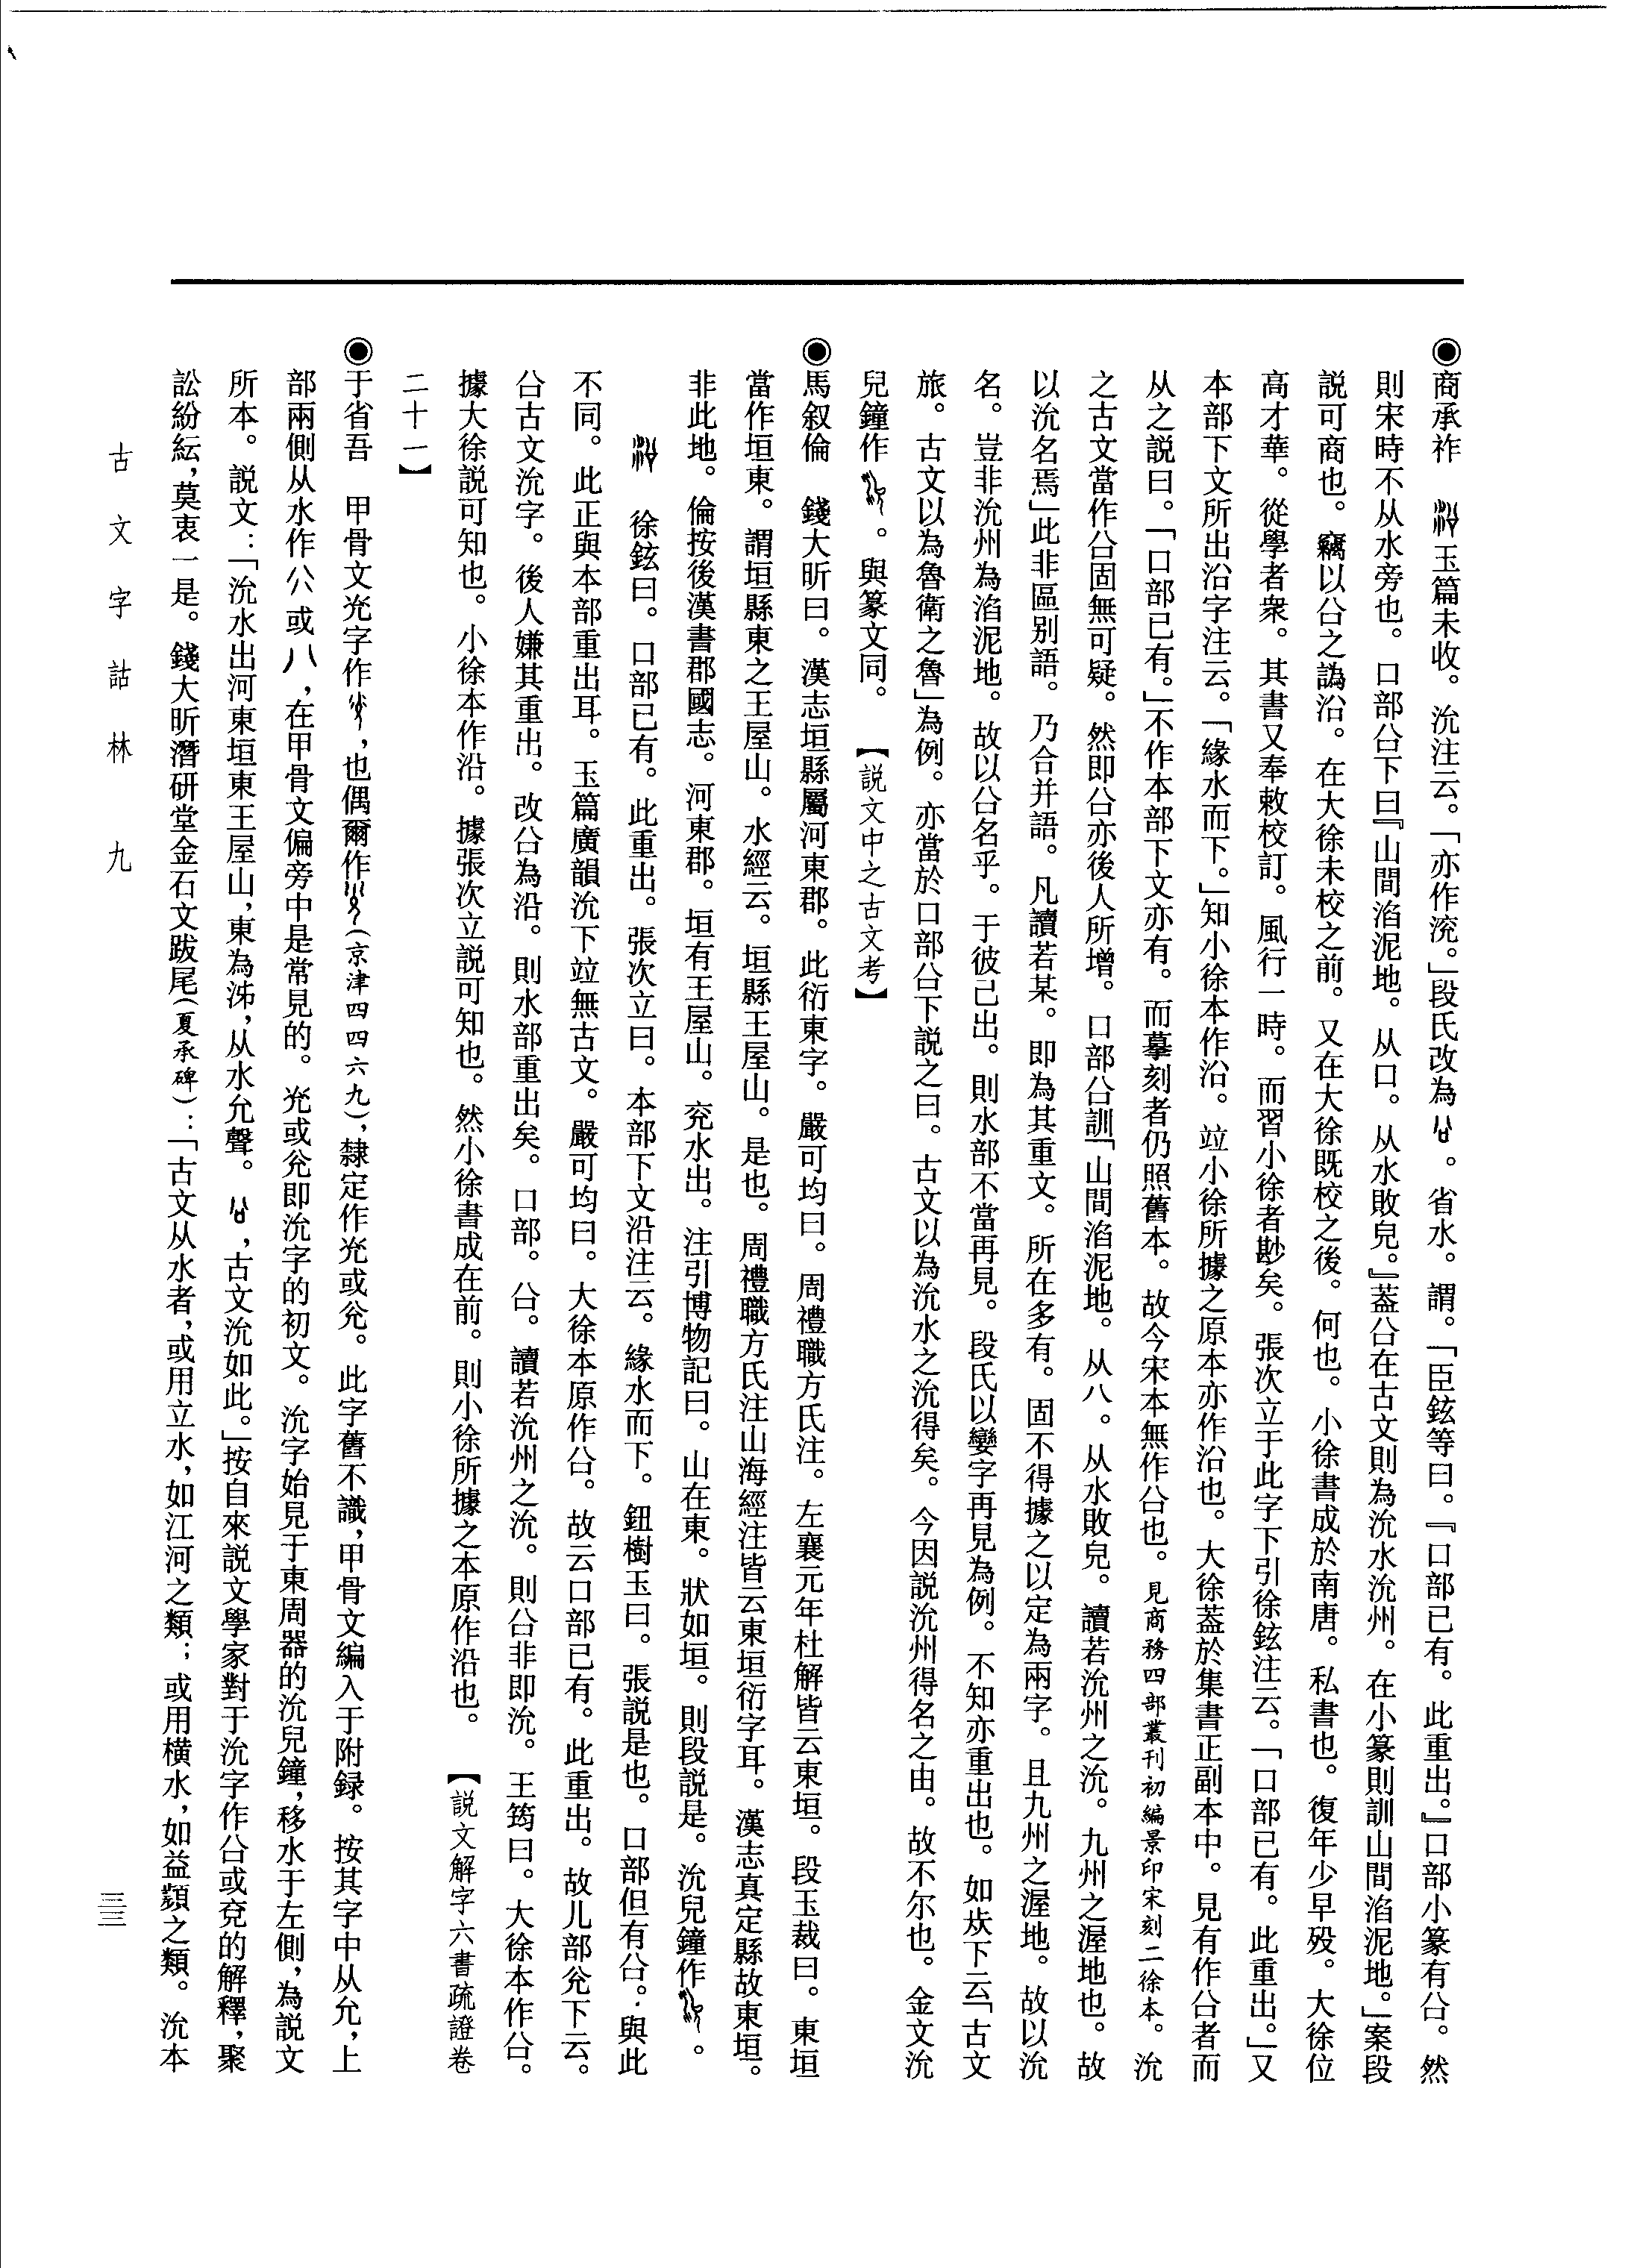 ◉商承祚　玉篇未收。沇注云。「亦作渷。」段氏改為。省水。謂。「臣鉉等曰。『口部已有。此重出。』口部小篆有㕣。然
則宋時不从水旁也。口部㕣下曰『山間淊泥地。从口。从水敗皃。』葢㕣在古文則為沇水沇州。在小篆則訓山間淊泥地。」案段
説可商也。竊以㕣之譌沿。在大徐未校之前。又在大徐既校之後。何也。小徐書成於南唐。私書也。復年少早歿。大徐位
高才華。從學者衆。其書又奉敕校訂。風行一時。而習小徐者尟矣。張次立于此字下引徐鉉注云。「口部已有。此重出。」又
本部下文所出沿字注云。「緣水而下。」知小徐本作沿。竝小徐所據之原本亦作沿也。大徐葢於集書正副本中。見有作㕣者而
从之説曰。「口部已有。」不作本部下文亦有。而摹刻者仍照舊本。故今宋本無作㕣也。見商務四部叢刊初編景印宋刻二徐本。沇
之古文當作㕣固無可疑。然即㕣亦後人所增。口部㕣訓「山間淊泥地。从八。从水敗皃。讀若沇州之沇。九州之渥地也。故
以沇名焉」此非區别語。乃合并語。凡讀若某。即為其重文。所在多有。固不得據之以定為兩字。且九州之渥地。故以沇
名。豈非沇州為淊泥地。故以㕣名乎。于彼己出。則水部不當再見。段氏以孌字再見為例。不知亦重出也。如㫃下云「古文
旅。古文以為魯衛之魯」為例。亦當於口部㕣下説之曰。古文以為沇水之沇得矣。今因説沇州得名之由。故不尔也。金文沇
兒鐘作。與篆文同。　【説文中之古文考】
◉馬叙倫　錢大昕曰。漢志垣縣屬河東郡。此衍東字。嚴可均曰。周禮職方氏注。左襄元年杜解皆云東垣。段玉裁曰。東垣
當作垣東。謂垣縣東之王屋山。水經云。垣縣王屋山。是也。周禮職方氏注山海經注皆云東垣衍字耳。漢志真定縣故東垣。
非此地。倫按後漢書郡國志。河東郡。垣有王屋山。兖水出。注引博物記曰。山在東。狀如垣。則段説是。沇兒鐘作。
徐鉉曰。口部已有。此重出。張次立曰。本部下文沿注云。緣水而下。鈕樹玉曰。張説是也。口部但有㕣。與此
不同。此正與本部重出耳。玉篇廣韻沇下竝無古文。嚴可均曰。大徐本原作㕣。故云口部已有。此重出。故儿部兊下云。
㕣古文沇字。後人嫌其重出。改㕣為沿。則水部重出矣。口部。㕣。讀若沇州之沇。則㕣非即沇。王筠曰。大徐本作㕣。
據大徐説可知也。小徐本作沿。據張次立説可知也。然小徐書成在前。則小徐所據之本原作沿也。　【説文解字六書疏證卷
二十一】
◉于省吾　甲骨文字作，也偶爾作（京津四四六九），隸定作或。此字舊不識，甲骨文編入于附録。按其字中从允，上
部兩側从水作或，在甲骨文偏旁中是常見的。或即沇字的初文。沇字始見于東周器的沇兒鐘，移水于左側，為説文
所本。説文：「沇水出河東垣東王屋山，東為泲，从水允聲。，古文沇如此。」按自來説文學家對于沇字作㕣或兗的解釋，聚
訟紛紜，莫衷一是。錢大昕潛研堂金石文跋尾（夏承碑）：「古文从水者，或用立水，如江河之類；或用横水，如益頮之類。沇本
古文字詁林　九
三三